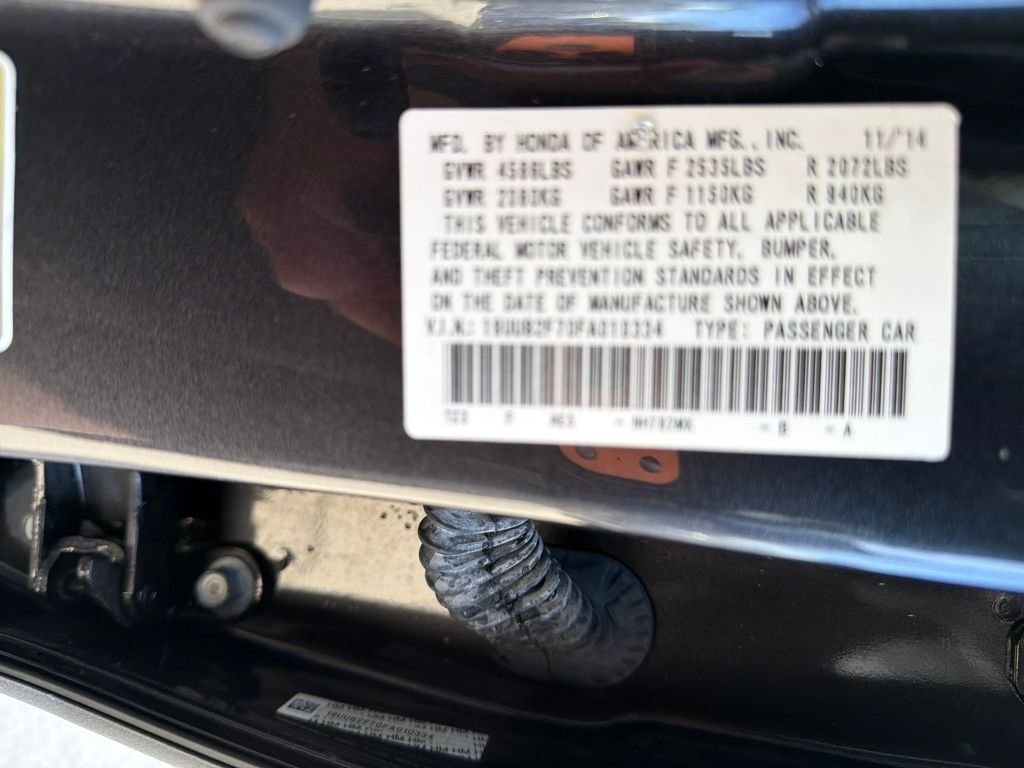 MFD. BY HONDA OF AMERICA MFG., INC. 11/'14
GVWR 4586LBS GAWR F 2535LBS R 2072LBS
GVWR 2080KG GAWR F 1150KG R 940KG
THIS VEHICLE CONFORMS TO ALL APPLICABLE
FEDERAL MOTOR VEHICLE SAFETY, BUMPER,
AND THEFT PREVENTION STANDARDS IN EFFECT
ON THE DATE OF MANUFACTURE SHOWN ABOVE.
V.I.N.: 19UUB2F70FA010334 TYPE: PASSENGER CAR
- B - A
19UUB2F70FA010334